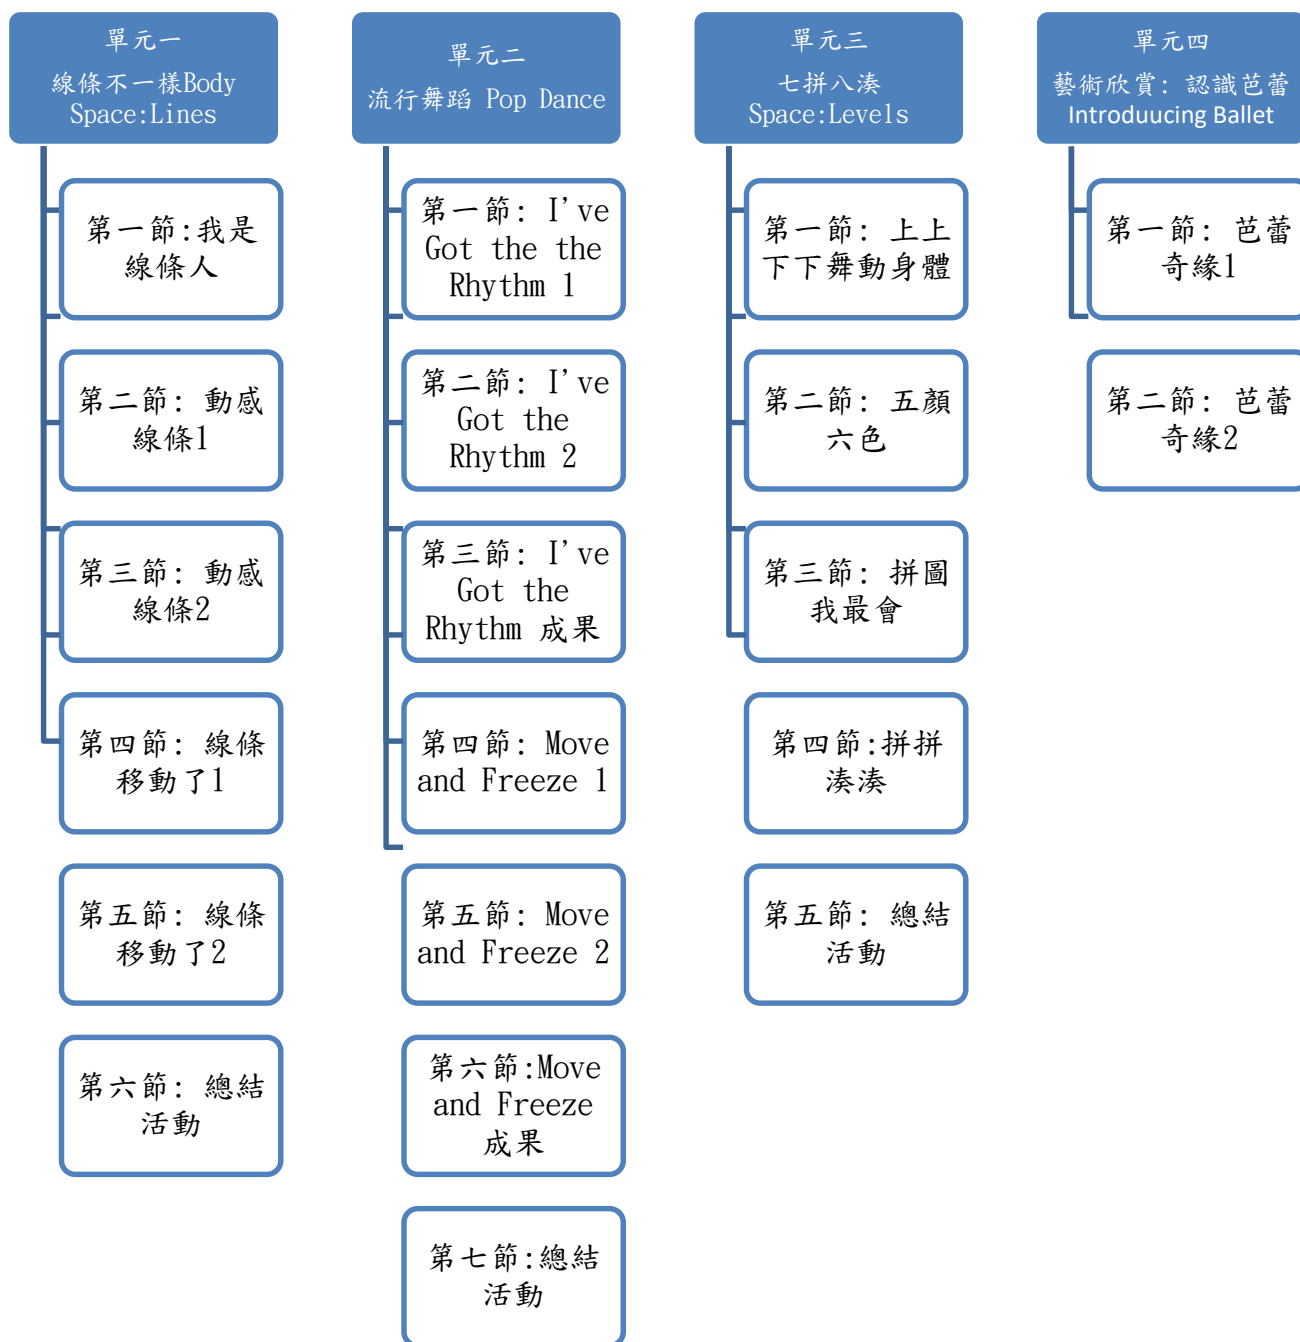 單元一
線條不一樣Body
Space:Lines
第一節:我是
線條人
第二節: 動感
線條1
第三節: 動感
線條2
第四節: 線條
移動了1
第五節: 線條
移動了2
第六節: 總結
活動
單元二
流行舞蹈 Pop Dance
第一節: I've
Got the the
Rhythm 1
第二節: I've
Got the
Rhythm 2
第三節: I've
Got the
Rhythm 成果
第四節: Move
and Freeze 1
第五節: Move
and Freeze 2
第六節:Move
and Freeze
成果
第七節:總結
活動
單元三
七拼八湊
Space:Levels
第一節: 上上
下下舞動身體
第二節: 五顏
六色
第三節: 拼圖
我最會
第四節:拼拼
湊湊
第五節: 總結
活動
單元四
藝術欣賞: 認識芭蕾
Introduucing Ballet
第一節: 芭蕾
奇緣1
第二節: 芭蕾
奇緣2